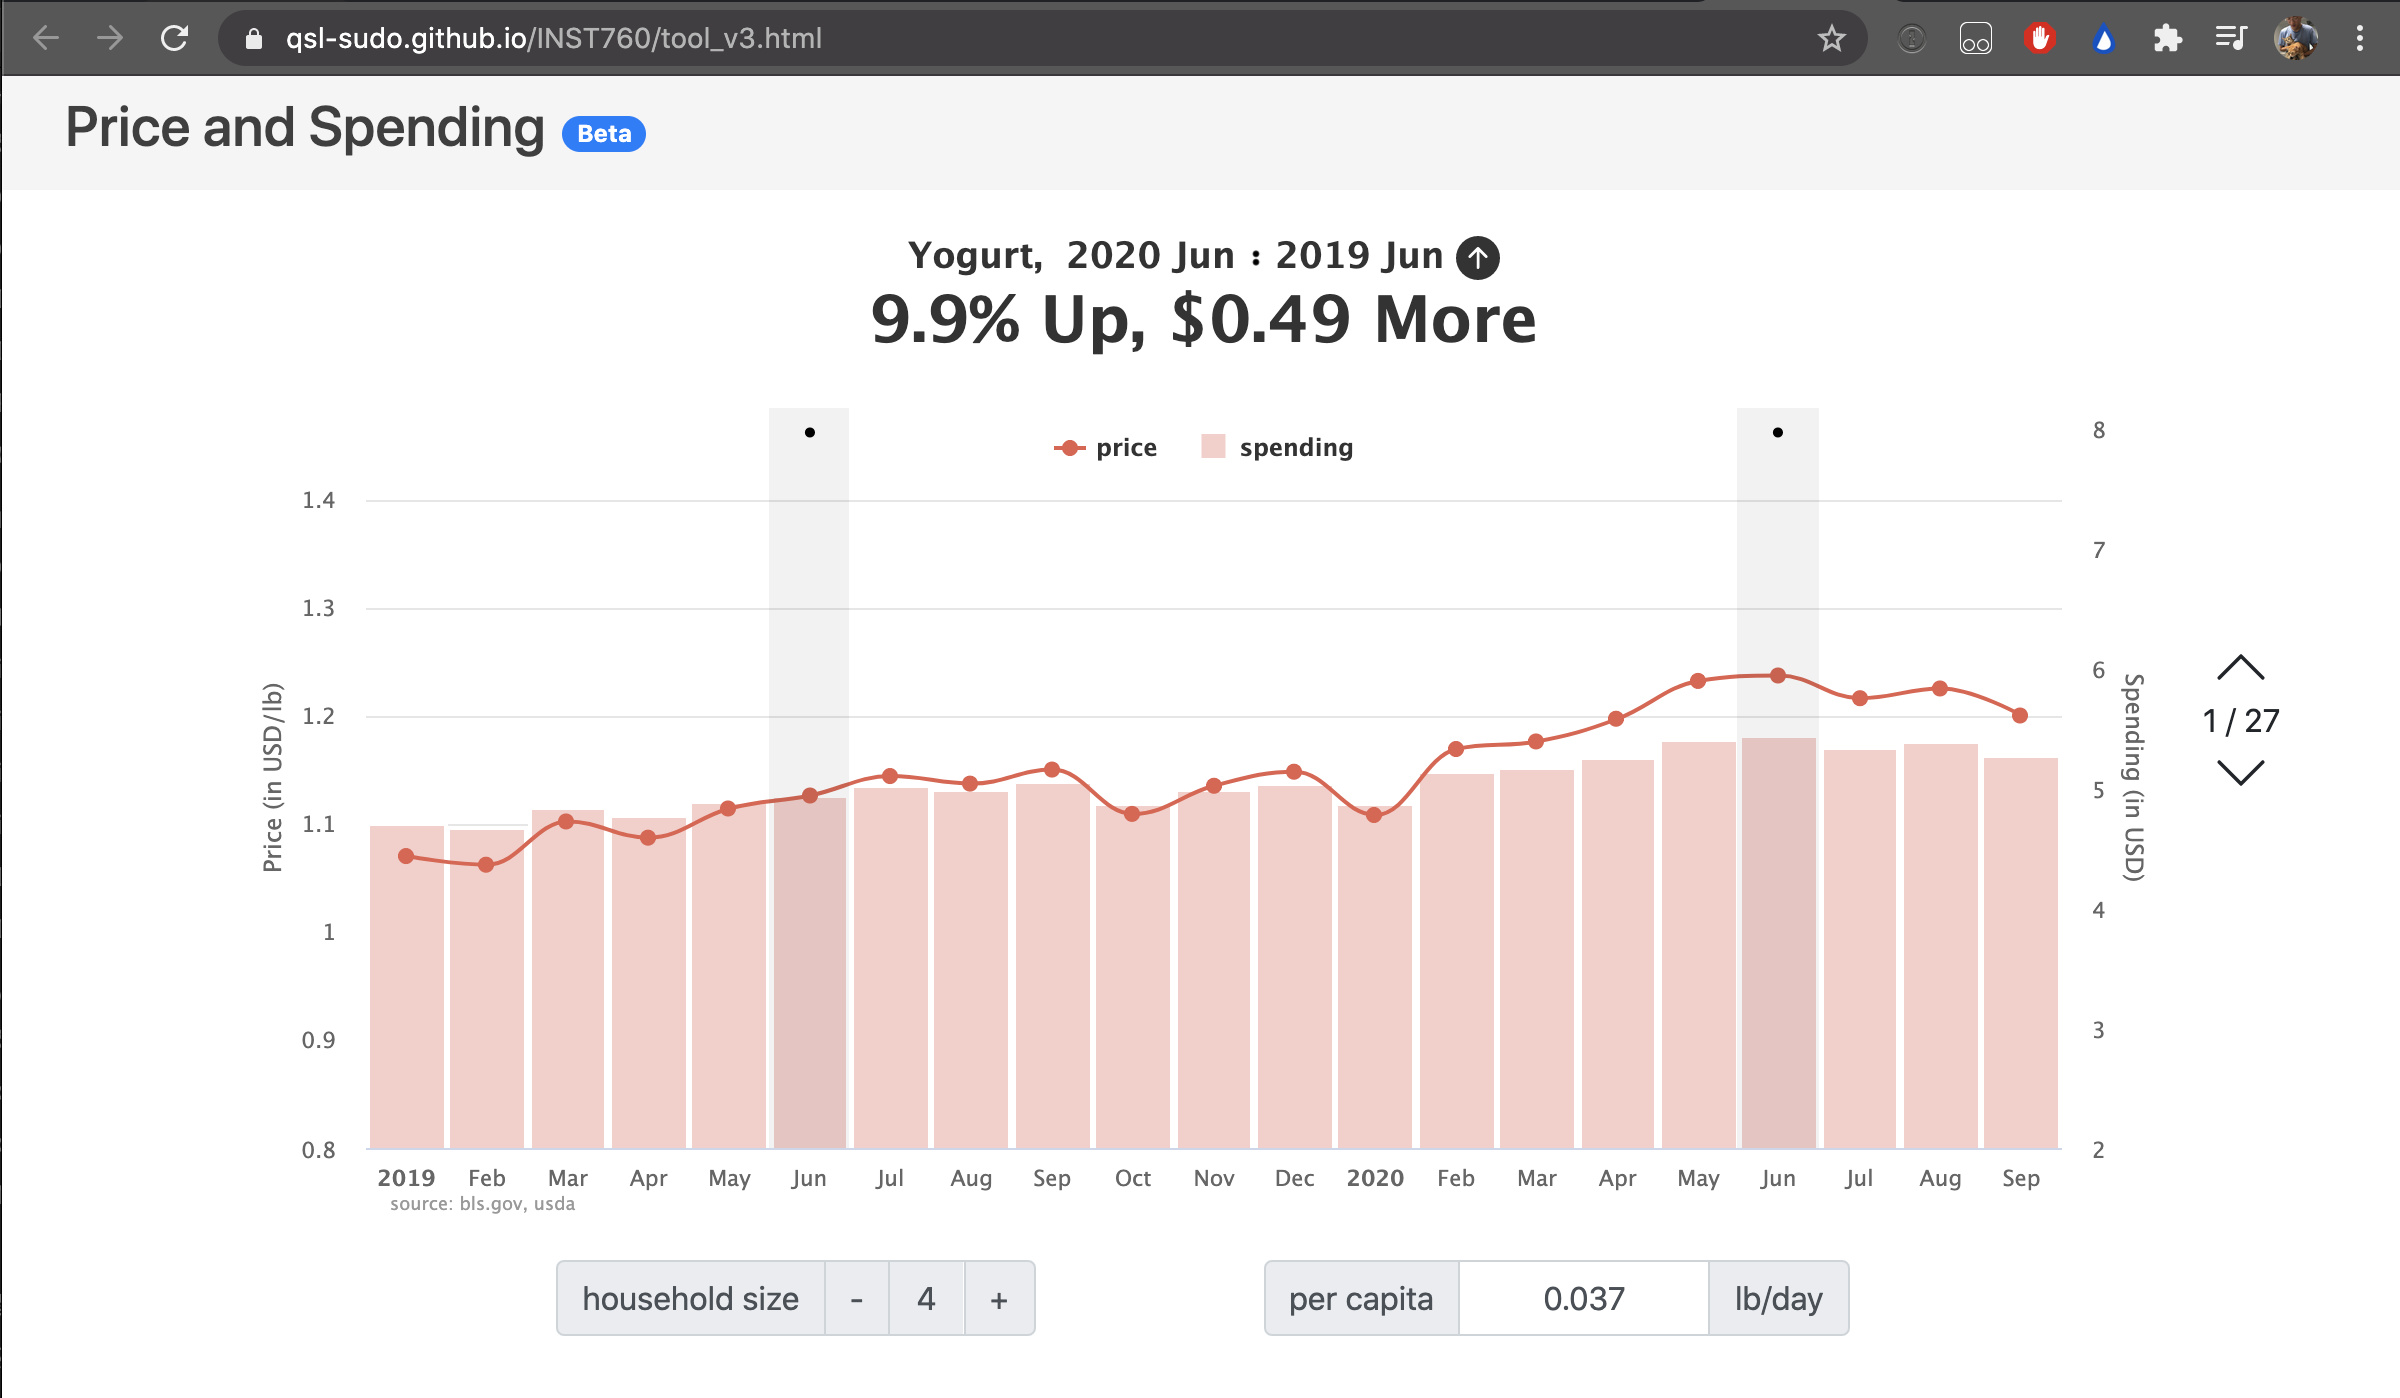 qsl-sudo.github.io/INST760/tool_v3.html
Price and Spending Beta
Yogurt, 2020 Jun : 2019 Jun
9.9% Up, $0.49 More
price spending
1.4
1.3
1.2
1.1
1
0.9
0.8
Price (in USD/lb)
8
7
6
5
4
3
2
Spending (in USD)
1 / 27
2019 Feb Mar Apr May Jun Jul Aug Sep Oct Nov Dec 2020 Feb Mar Apr May Jun Jul Aug Sep
source: bls.gov, usda
household size - 4 +
per capita 0.037 lb/day